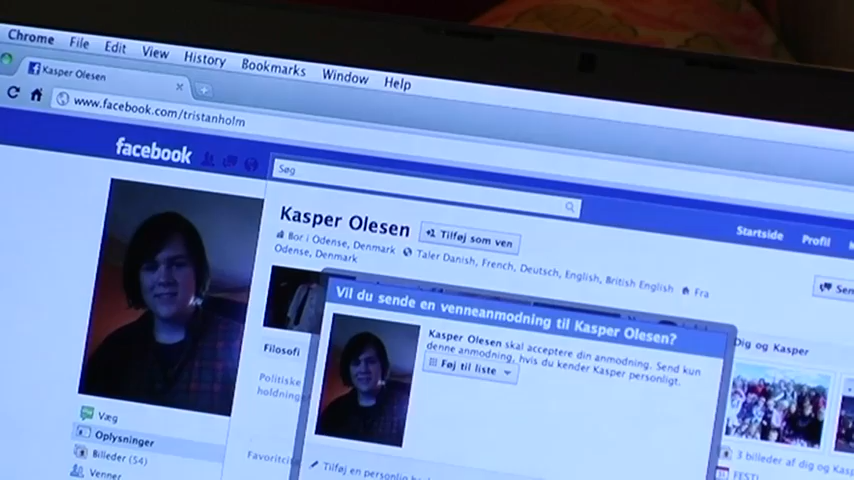 Chrome File Edit View History Bookmarks Window Help
Kasper Olesen
www.facebook.com/tristanholm
facebook
Søg
Startside Profil
Kasper Olesen
Tilføj som ven
Bor i Odense, Denmark Taler Danish, French, Deutsch, English, British English Fra
Odense, Denmark
Sen
Vil du sende en venneanmodning til Kasper Olesen?
Kasper Olesen skal acceptere din anmodning. Send kun
denne anmodning, hvis du kender Kasper personligt.
Føj til liste
Filosofi
Politiske
holdning
Favoritci
Tilføj en personlig
Dig og Kasper
3 billeder af dig og Kasp
FEST!
Væg
Oplysninger
Billeder (54)
Venner